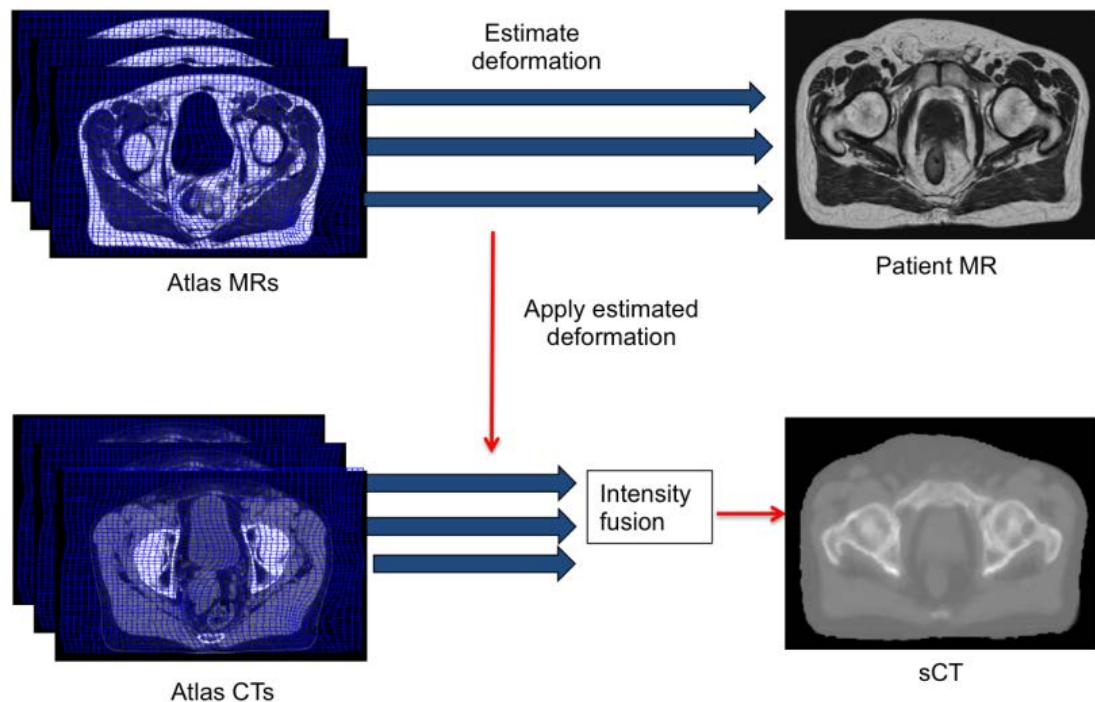 Estimate
deformation
Atlas MRs
Patient MR
Apply estimated
deformation
Intensity
fusion
Atlas CTs
sCT